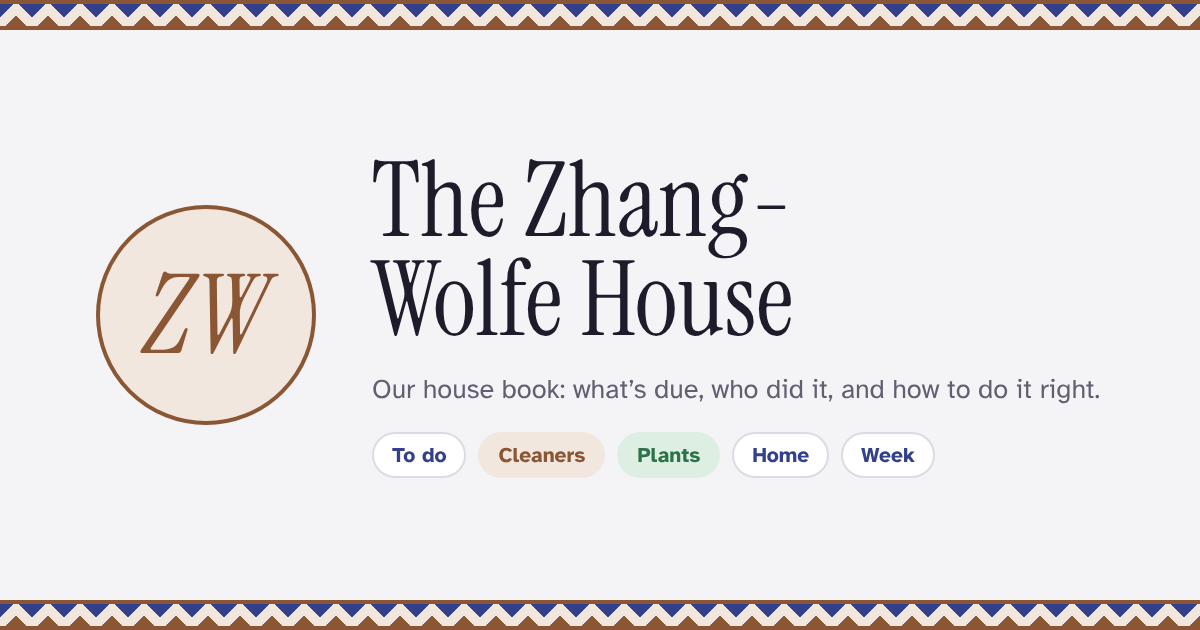 ZW
The Zhang–
Wolfe House
Our house book: what’s due, who did it, and how to do it right.
To do Cleaners Plants Home Week